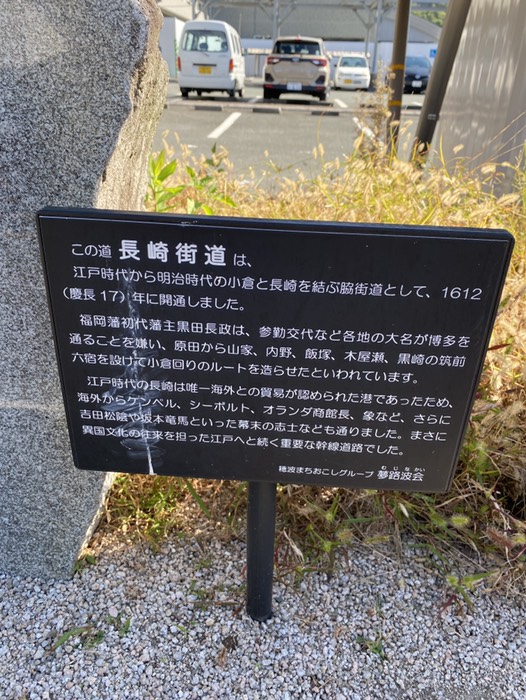 この道 長崎街道 は、
江戸時代から明治時代の小倉と長崎を結ぶ脇街道として、1612
(慶長17)年に開通しました。
福岡藩初代藩主黒田長政は、参勤交代など各地の大名が博多を
通ることを嫌い、原田から山家、内野、飯塚、木屋瀬、黒崎の筑前
六宿を設けて小倉回りのルートを造らせたといわれています。
江戸時代の長崎は唯一海外との貿易が認められた港であったため、
海外からケンペル、シーボルト、オランダ商館長、象など、さらに
吉田松陰や坂本竜馬といった幕末の志士なども通りました。まさに
異国文化の往来を担った江戸へと続く重要な幹線道路でした。
穂波まちおこしグループ 夢路波会
むじなかい